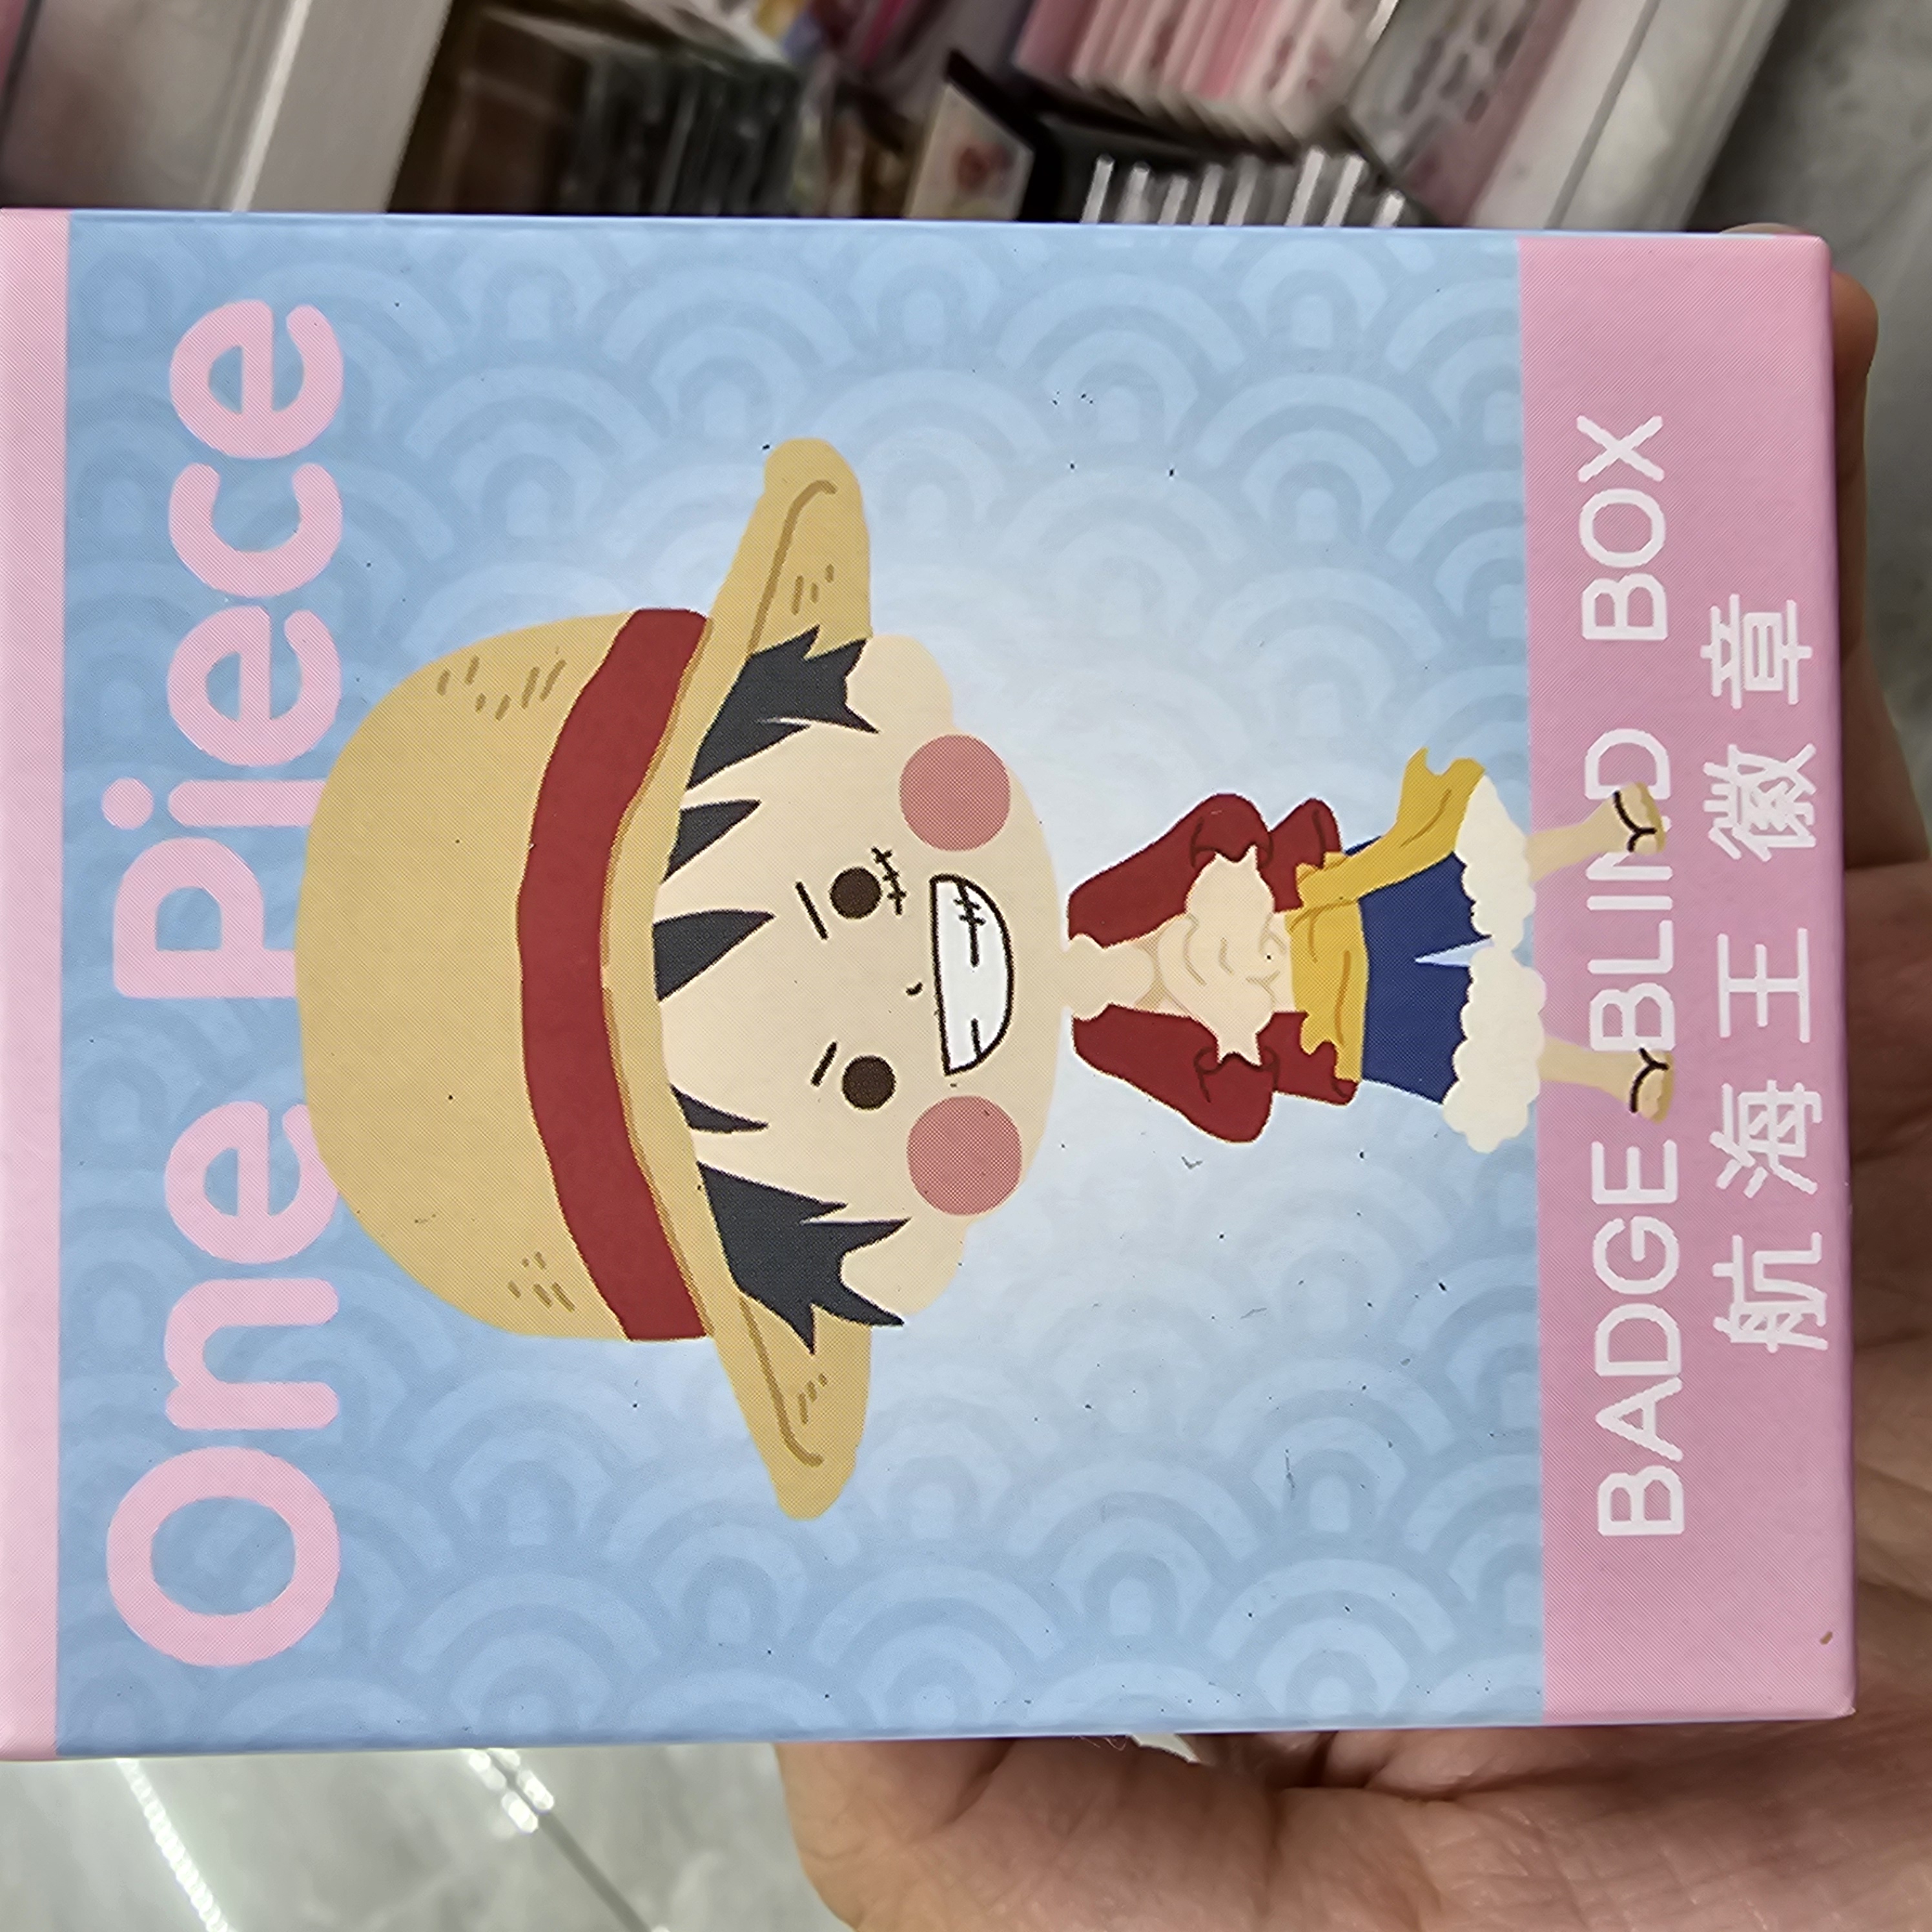 One Piece
BADGE BLIND BOX
航海王徽章